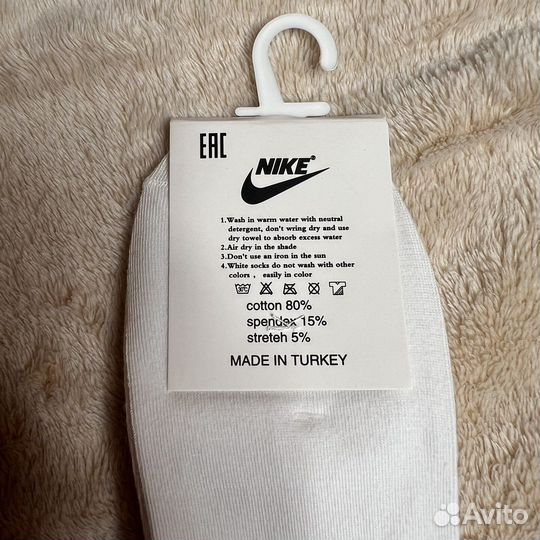 EAC
NIKE®
1.Wash in warm water with neutral
detergent, don't wring dry and use
dry towel to absorb excess water
2.Air dry in the shade
3.Don't use an iron in the sun
4.White socks do not wash with other
colors , easily in color
cotton 80%
spendex 15%
streteh 5%
MADE IN TURKEY
Avito